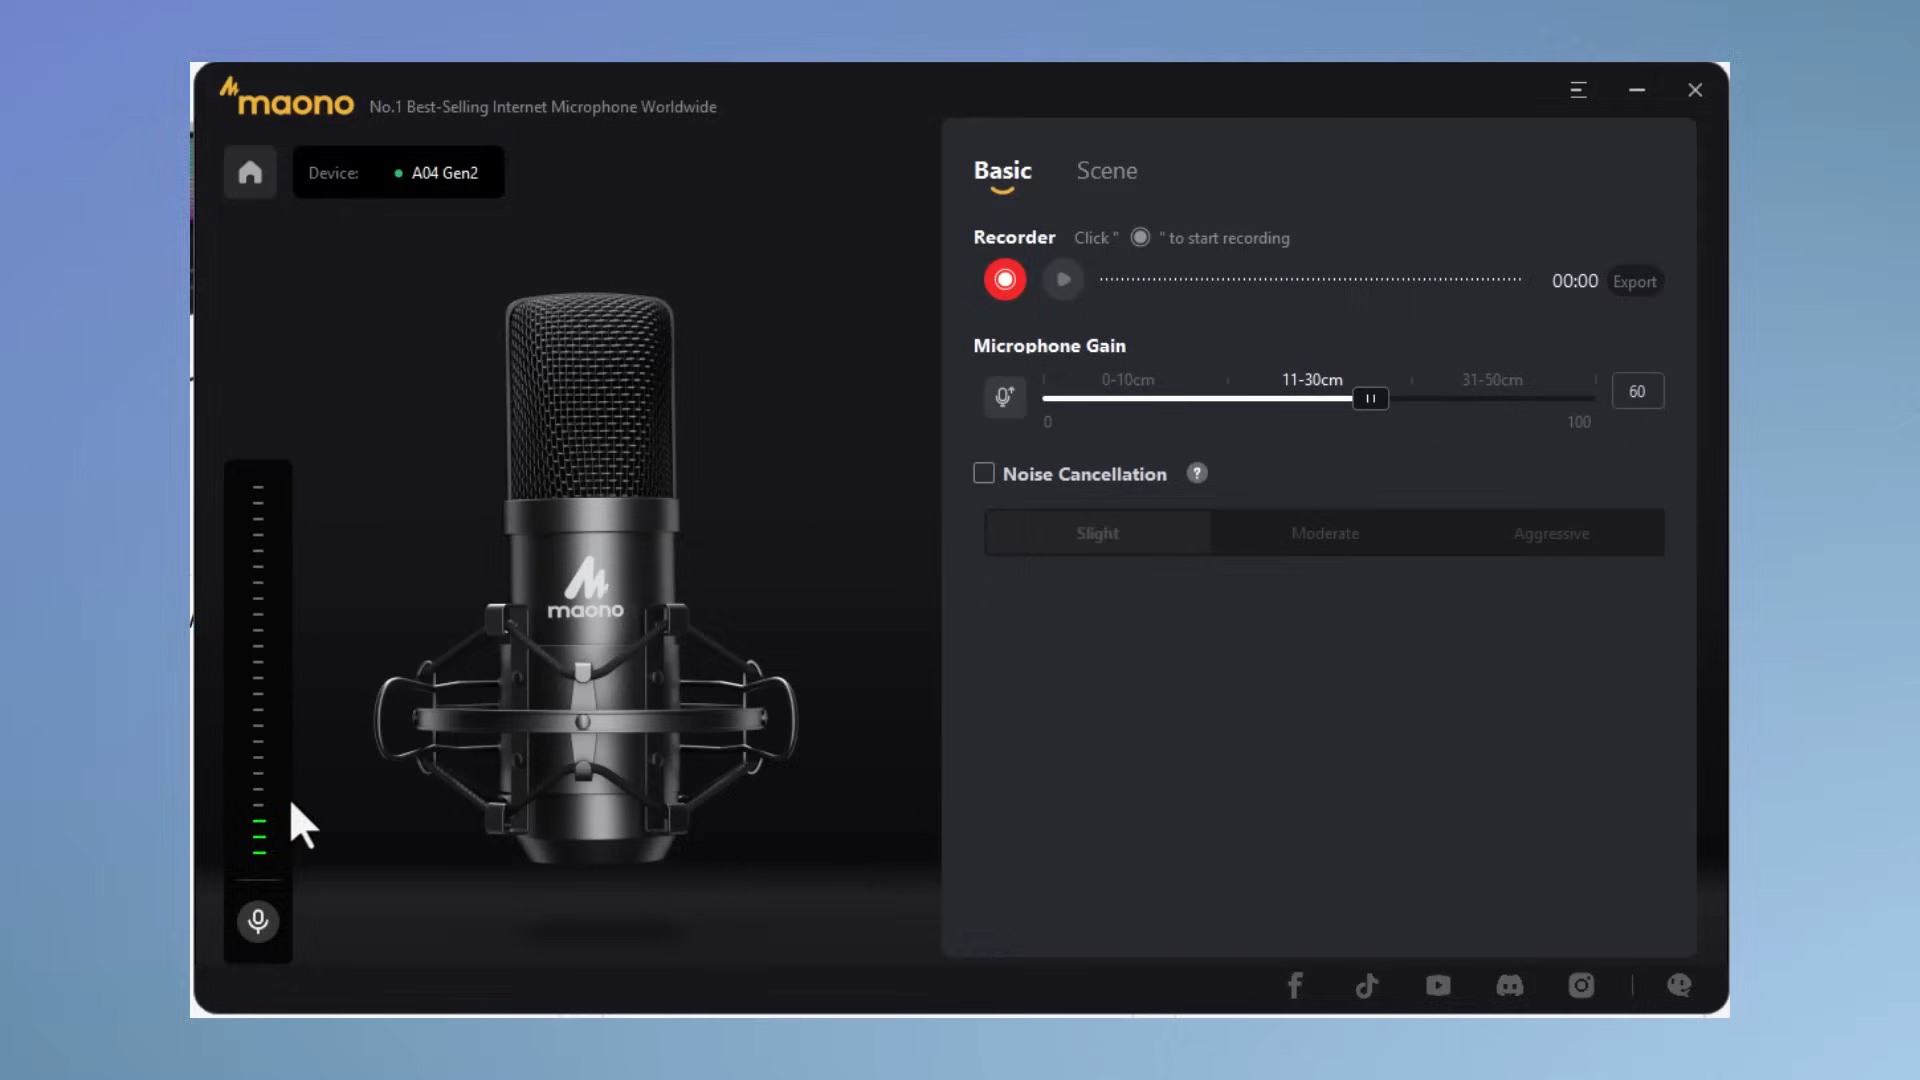 maono No.1 Best-Selling Internet Microphone Worldwide
Device: A04 Gen2
maono
Basic Scene
Recorder Click " " to start recording
00:00 Export
Microphone Gain
0-10cm 11-30cm 31-50cm
60
0 100
Noise Cancellation ?
Slight Moderate Aggressive